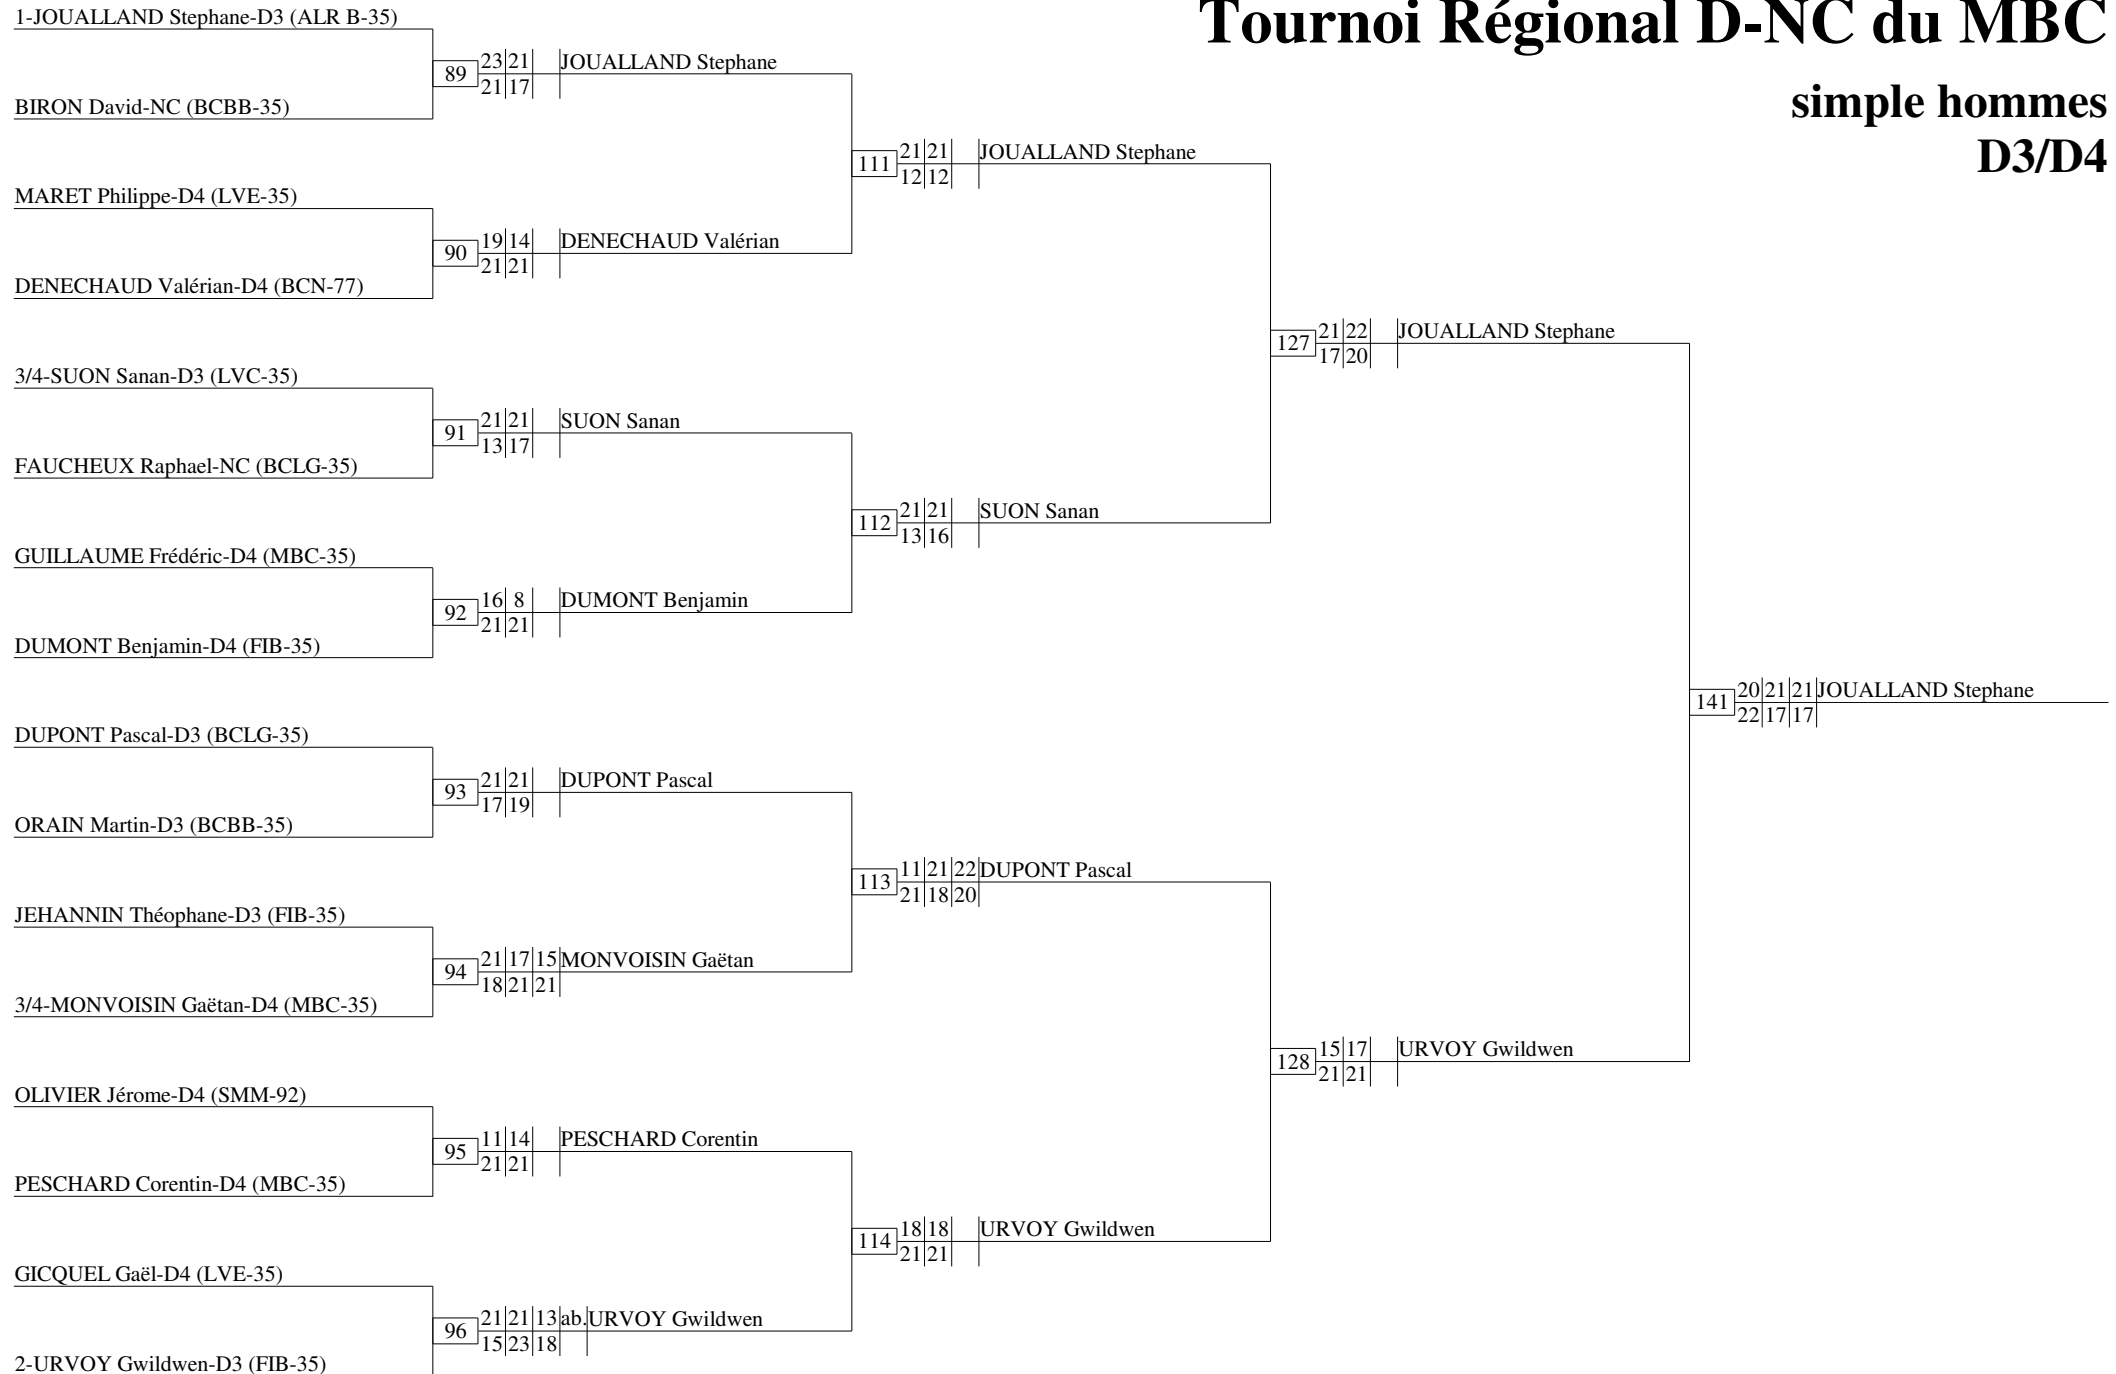 Tournoi Régional D-NC du MBC
simple hommes
D3/D4
1-JOUALLAND Stephane-D3 (ALR B-35)
89 23 21 JOUALLAND Stephane
21 17
BIRON David-NC (BCBB-35)
111 21 21 JOUALLAND Stephane
12 12
MARET Philippe-D4 (LVE-35)
90 19 14 DENECHAUD Valérian
21 21
DENECHAUD Valérian-D4 (BCN-77)
127 21 22 JOUALLAND Stephane
17 20
3/4-SUON Sanan-D3 (LVC-35)
91 21 21 SUON Sanan
13 17
FAUCHEUX Raphael-NC (BCLG-35)
112 21 21 SUON Sanan
13 16
GUILLAUME Frédéric-D4 (MBC-35)
92 16 8 DUMONT Benjamin
21 21
DUMONT Benjamin-D4 (FIB-35)
141 20 21 21 JOUALLAND Stephane
22 17 17
DUPONT Pascal-D3 (BCLG-35)
93 21 21 DUPONT Pascal
17 19
ORAIN Martin-D3 (BCBB-35)
113 11 21 22 DUPONT Pascal
21 18 20
JEHANNIN Théophane-D3 (FIB-35)
94 21 17 15 MONVOISIN Gaëtan
18 21 21
3/4-MONVOISIN Gaëtan-D4 (MBC-35)
128 15 17 URVOY Gwildwen
21 21
OLIVIER Jérome-D4 (SMM-92)
95 11 14 PESCHARD Corentin
21 21
PESCHARD Corentin-D4 (MBC-35)
114 18 18 URVOY Gwildwen
21 21
GICQUEL Gaël-D4 (LVE-35)
96 21 21 13 ab. URVOY Gwildwen
15 23 18
2-URVOY Gwildwen-D3 (FIB-35)